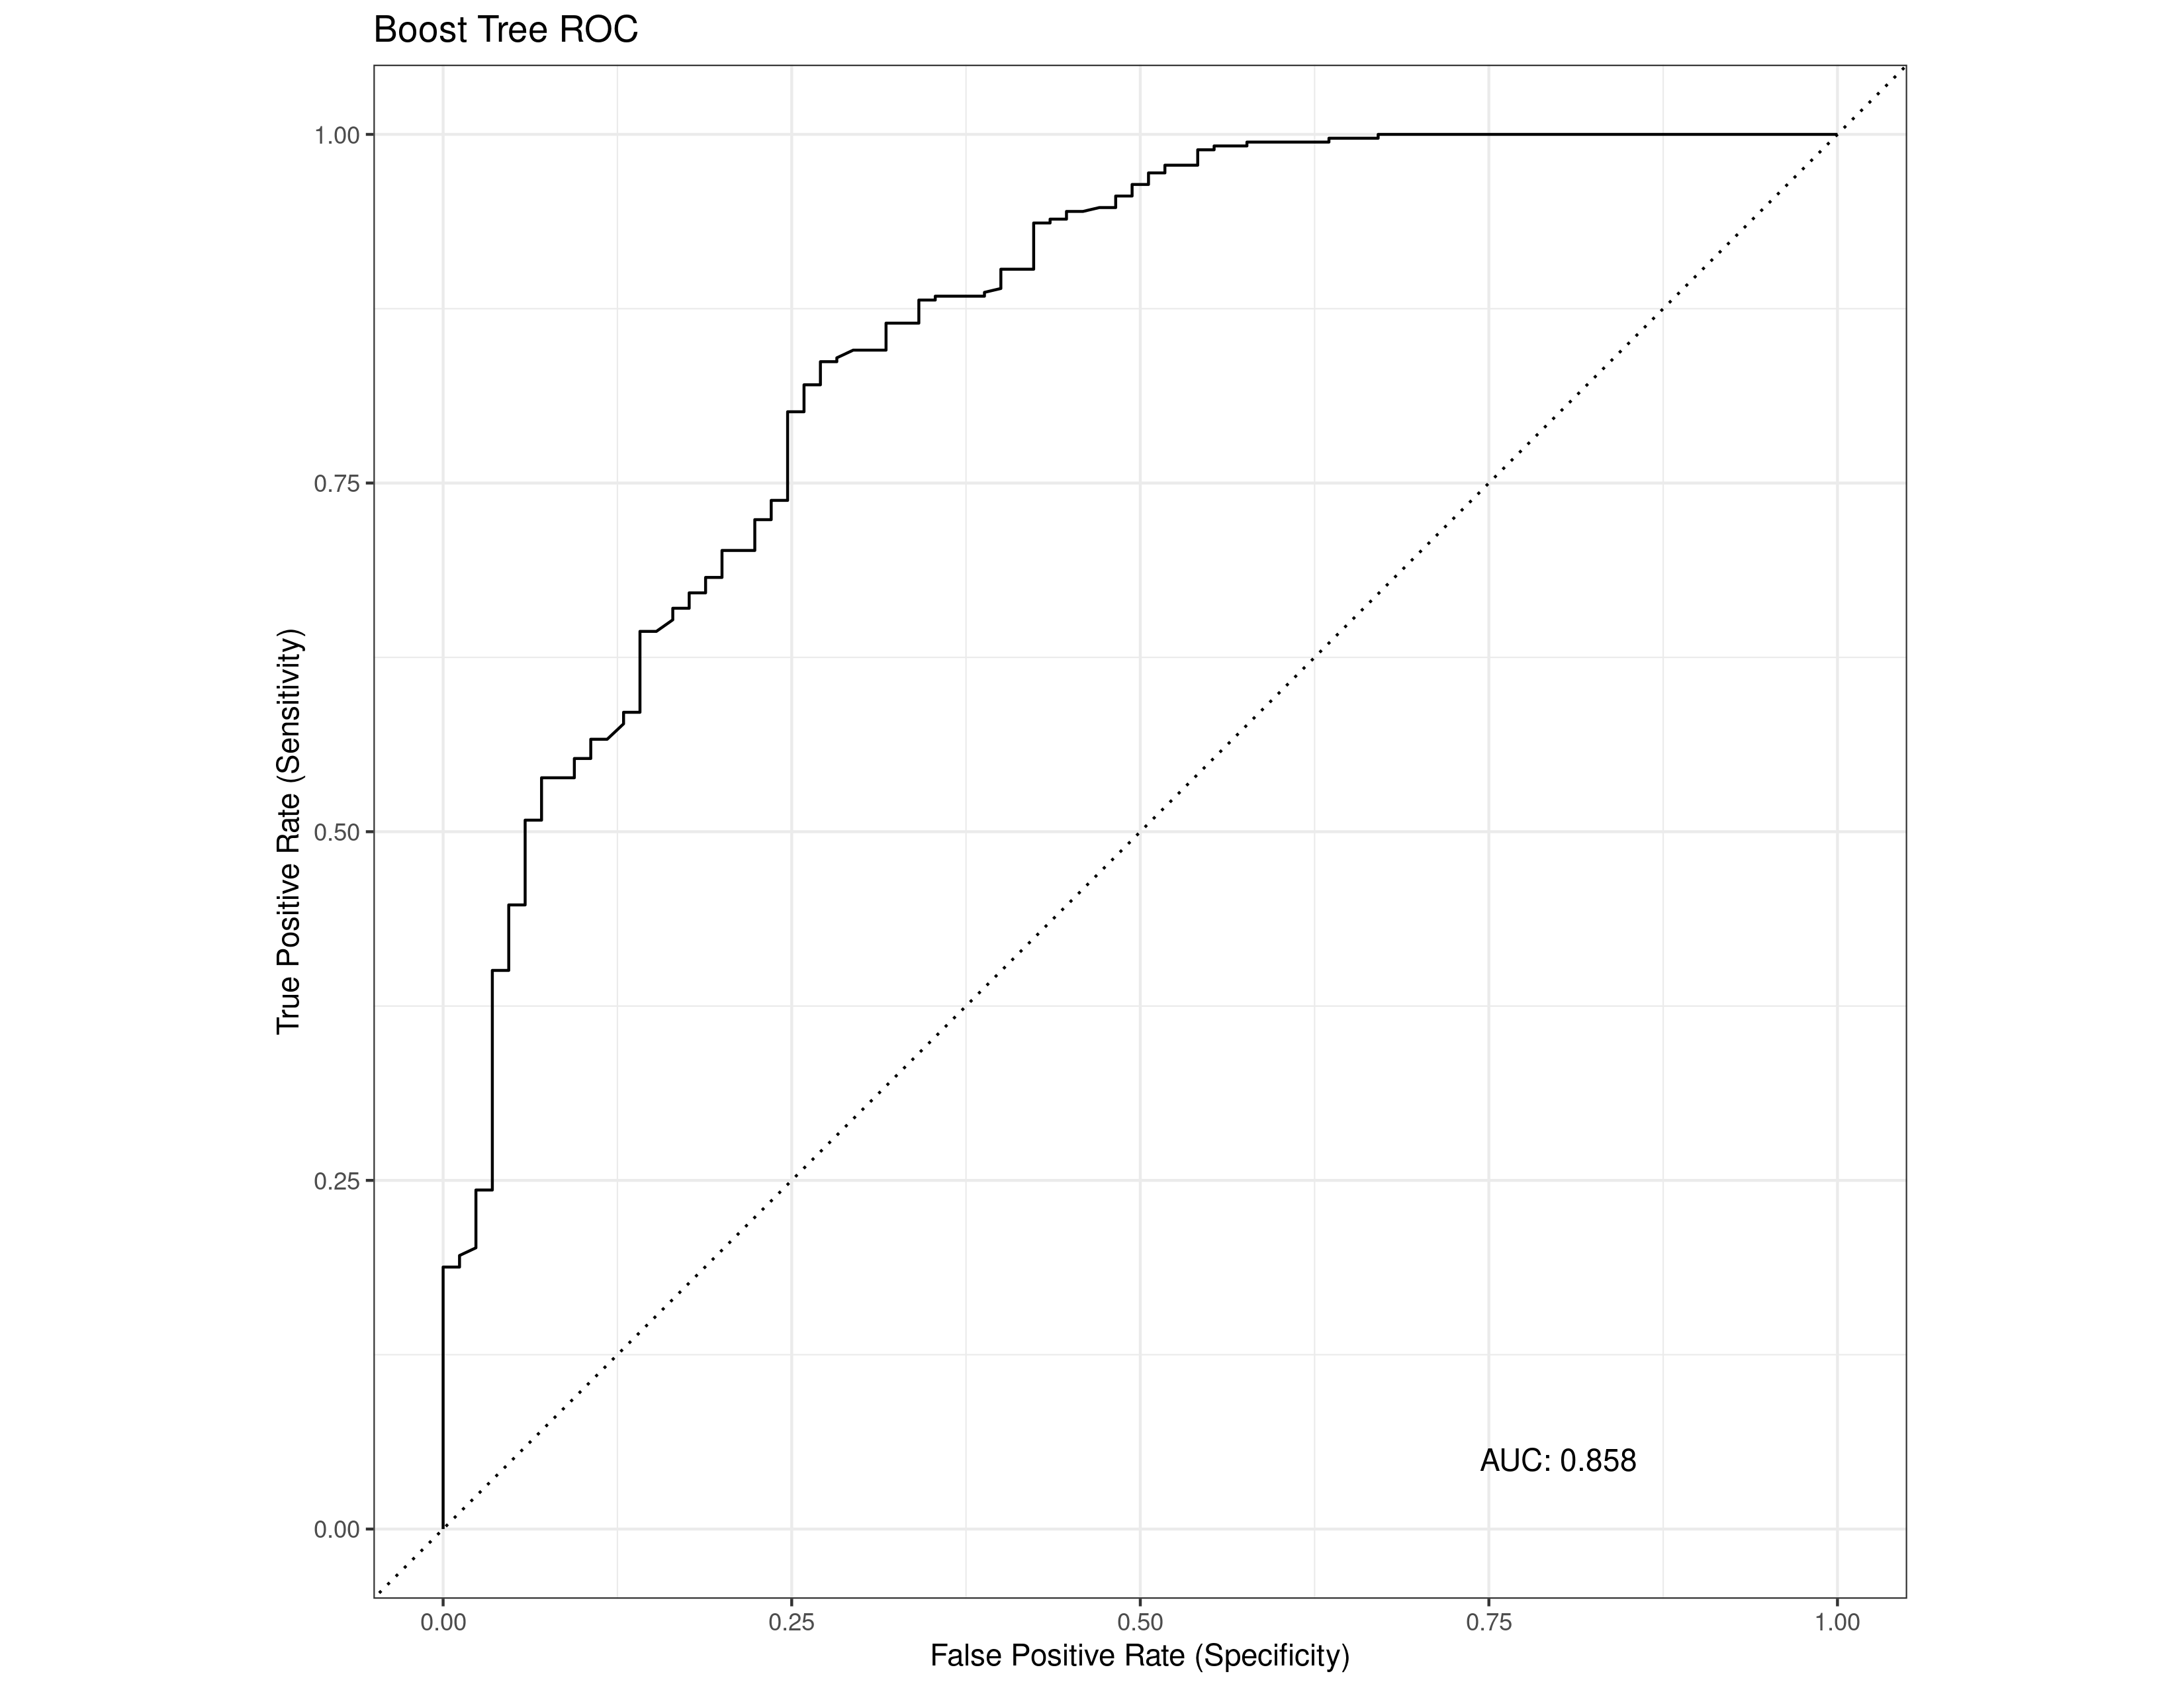 Boost Tree ROC
True Positive Rate (Sensitivity)
1.00
0.75
0.50
0.25
0.00
AUC: 0.858
0.00 0.25 0.50 0.75 1.00
False Positive Rate (Specificity)